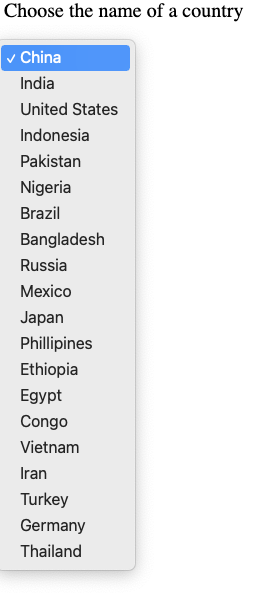 Choose the name of a country
✓ China
India
United States
Indonesia
Pakistan
Nigeria
Brazil
Bangladesh
Russia
Mexico
Japan
Phillipines
Ethiopia
Egypt
Congo
Vietnam
Iran
Turkey
Germany
Thailand